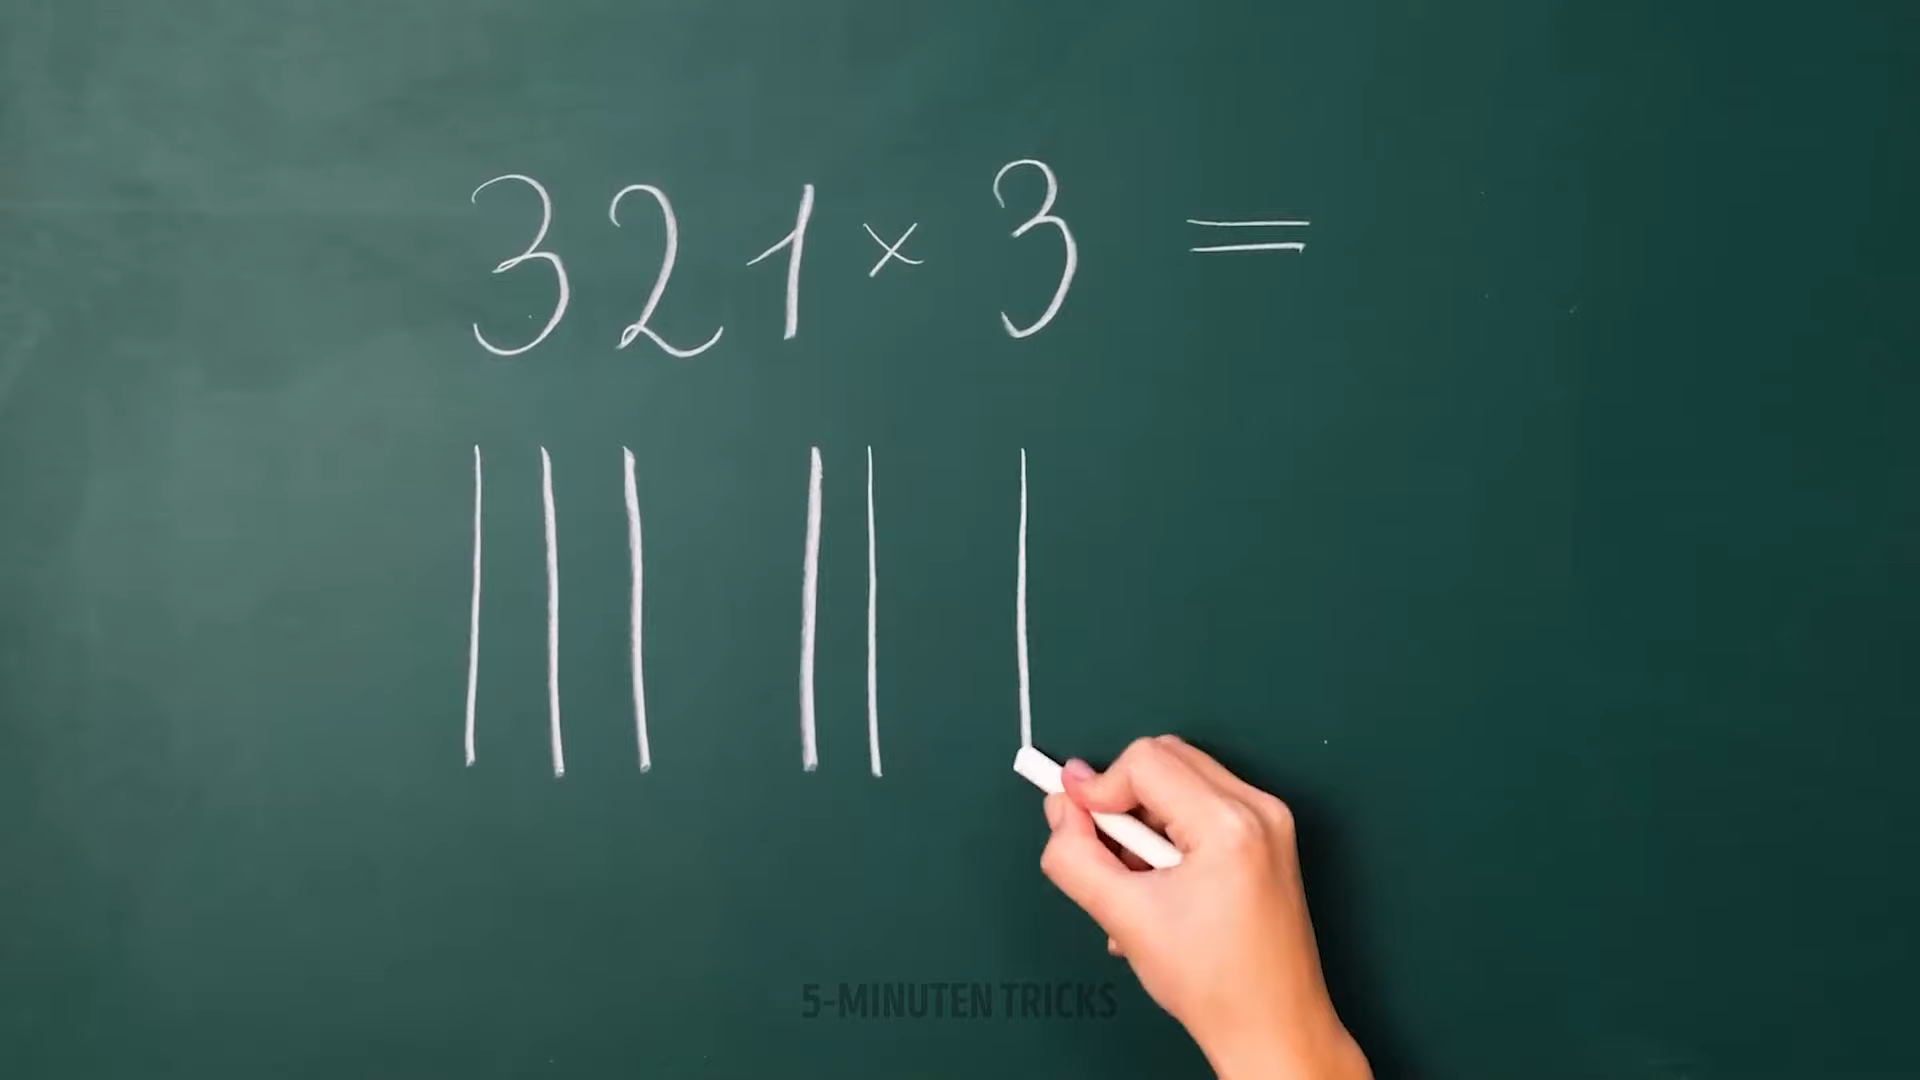 321 × 3 =
5-MINUTEN TRICKS